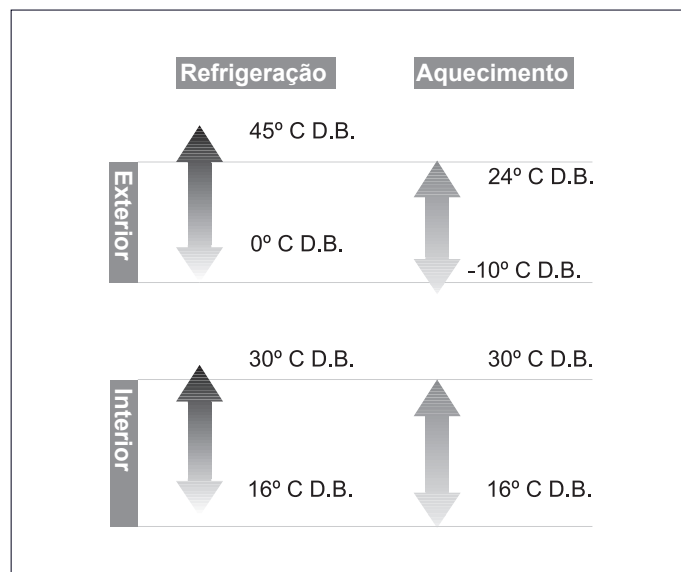 Refrigeração Aquecimento
45º C D.B.
Exterior
24º C D.B.
0º C D.B.
-10º C D.B.
30º C D.B. 30º C D.B.
Interior
16º C D.B. 16º C D.B.